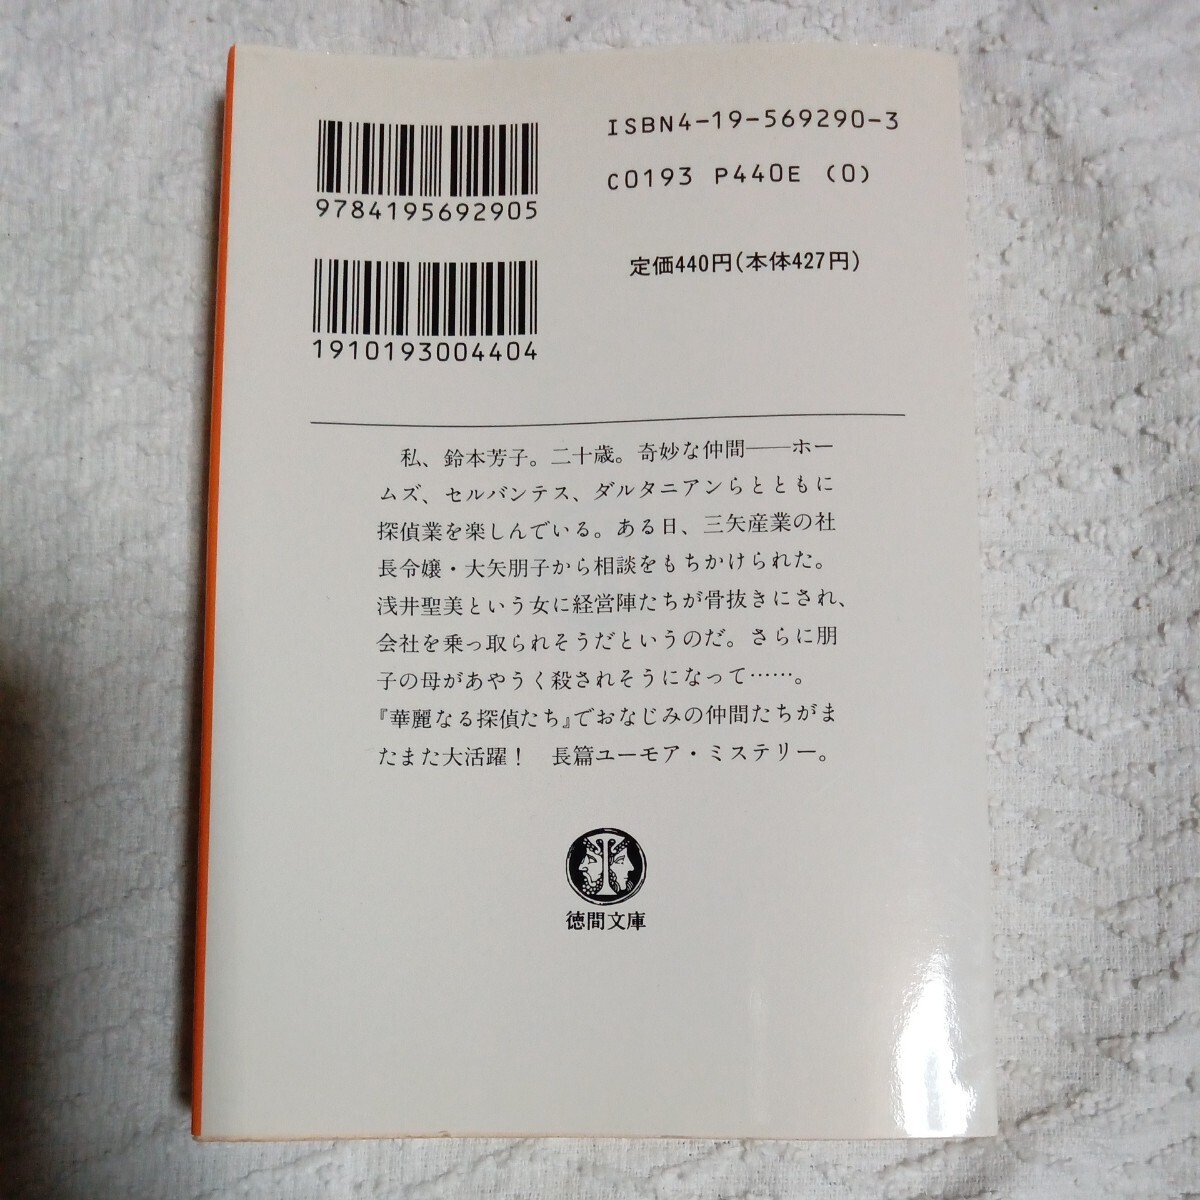 ISBN4-19-569290-3
9784195692905
C0193 P440E (0)
定価440円(本体427円)
1910193004404
私、鈴本芳子。二十歳。奇妙な仲間――ホー
ムズ、セルバンテス、ダルタニアンらとともに
探偵業を楽しんでいる。ある日、三矢産業の社
長令嬢・大矢朋子から相談をもちかけられた。
浅井聖美という女に経営陣たちが骨抜きにされ、
会社を乗っ取られそうだというのだ。さらに朋
子の母があやうく殺されそうになって……。
『華麗なる探偵たち』でおなじみの仲間たちがま
たまた大活躍！　長篇ユーモア・ミステリー。
徳間文庫